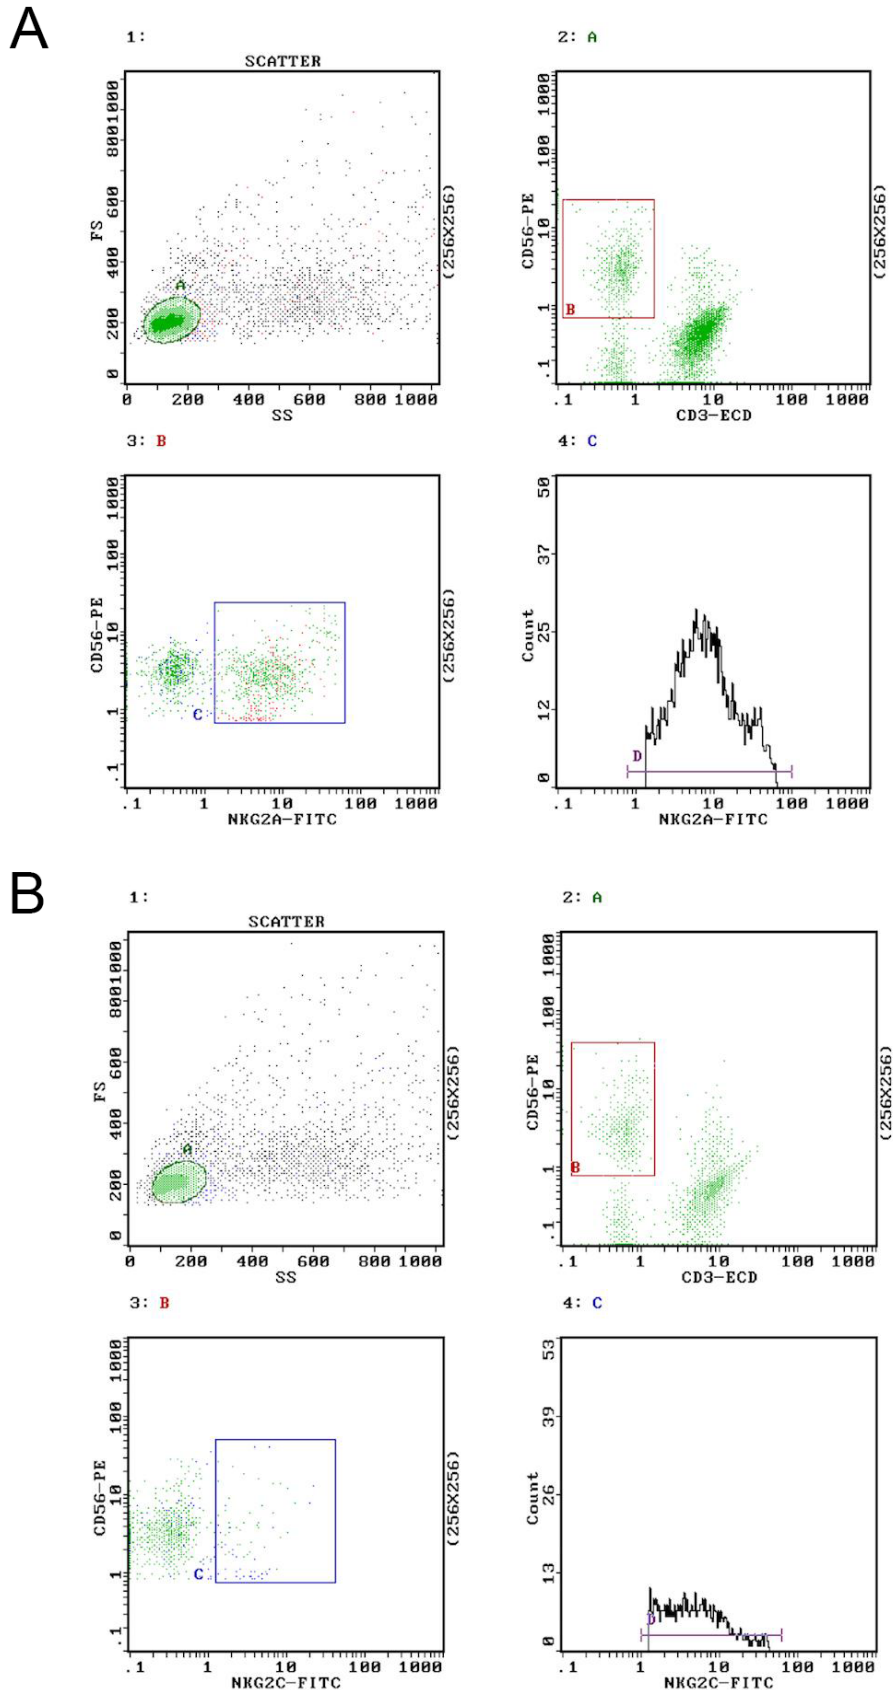 A
1:
SCATTER
FS
0 200 400 600 800 1000
(256X256)
A
0 200 400 600 800 1000
SS
2: A
CD56-PE
.1 1 10 100 1000
(256X256)
B
.1 1 10 100 1000
CD3-ECD
3: B
CD56-PE
.1 1 10 100 1000
(256X256)
C
.1 1 10 100 1000
NKG2A-FITC
4: C
Count
0 12 25 37 50
D
.1 1 10 100 1000
NKG2A-FITC
B
1:
SCATTER
FS
0 200 400 600 800 1000
(256X256)
A
0 200 400 600 800 1000
SS
2: A
CD56-PE
.1 1 10 100 1000
(256X256)
B
.1 1 10 100 1000
CD3-ECD
3: B
CD56-PE
.1 1 10 100 1000
(256X256)
C
.1 1 10 100 1000
NKG2C-FITC
4: C
Count
0 13 26 39 53
D
.1 1 10 100 1000
NKG2C-FITC